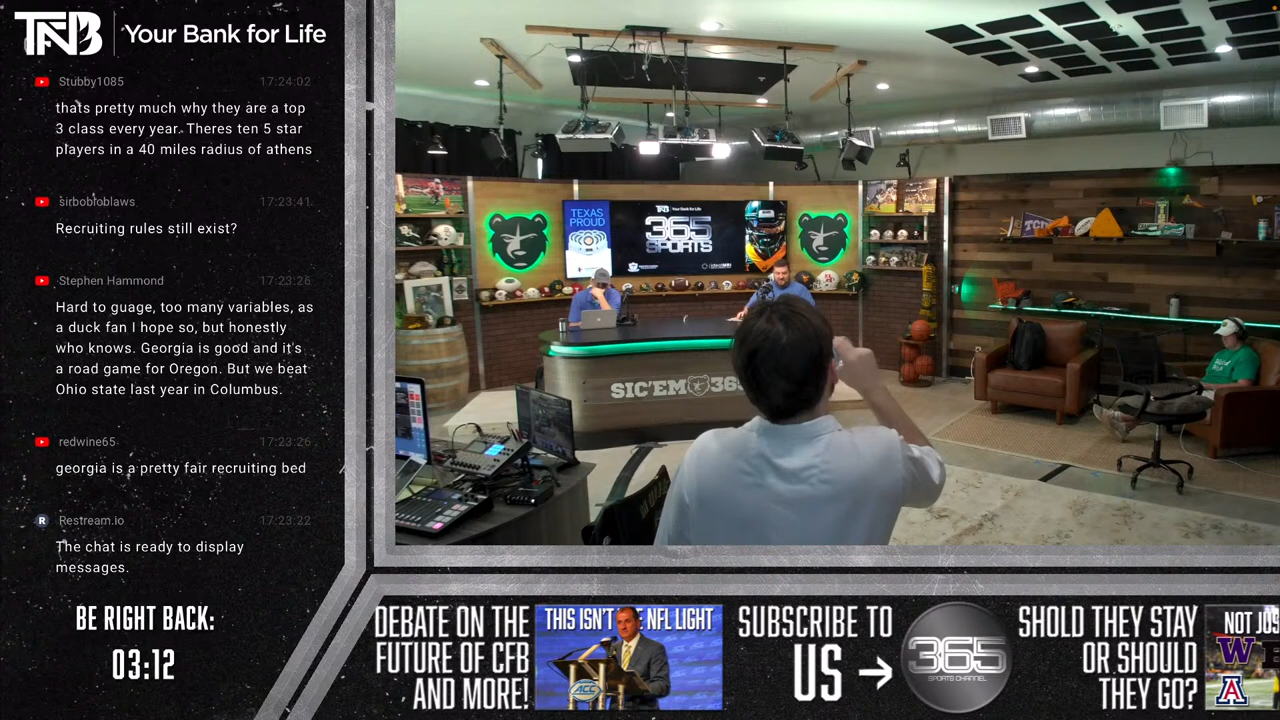 TFNB
Your Bank for Life
Stubby1085 17:24:02
thats pretty much why they are a top
3 class every year. Theres ten 5 star
players in a 40 miles radius of athens
sirbobloblaws 17:23:41
Recruiting rules still exist?
Stephen Hammond 17:23:26
Hard to guage, too many variables, as
a duck fan I hope so, but honestly
who knows. Georgia is good and it's
a road game for Oregon. But we beat
Ohio state last year in Columbus.
redwine65 17:23:26
georgia is a pretty fair recruiting bed
R Restream.io 17:23:22
The chat is ready to display
messages.
BE RIGHT BACK:
03:12
TEXAS
PROUD
Your Bank for Life
365
SPORTS
TCU
SIC'EM 365
DEBATE ON THE
FUTURE OF CFB
AND MORE!
THIS ISN'T NFL LIGHT
ACC
SUBSCRIBE TO
US →
365
SPORTS CHANNEL
SHOLD THEY STAY
OR SHOULD
THEY GO?
NOT JUS
W
A